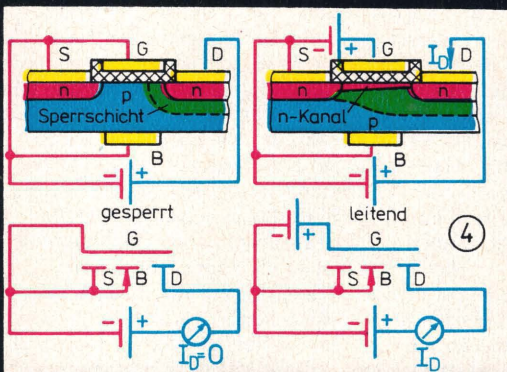 S G D
n p n
Sperrschicht
B
- +
gesperrt
S - + G I_D D
n n
n-Kanal p
B
- +
leitend
4
G
S B D
- +
I_D=0
- + G
S B D
- +
I_D